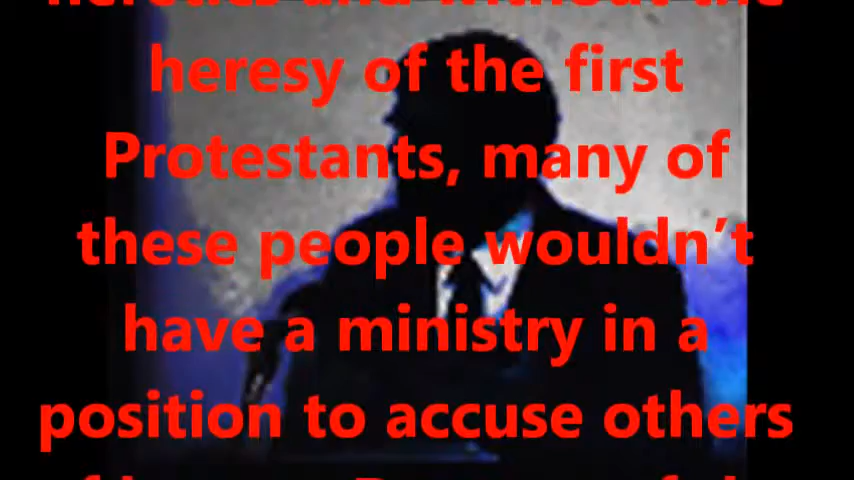 heretics and without the
heresy of the first
Protestants, many of
these people wouldn't
have a ministry in a
position to accuse others